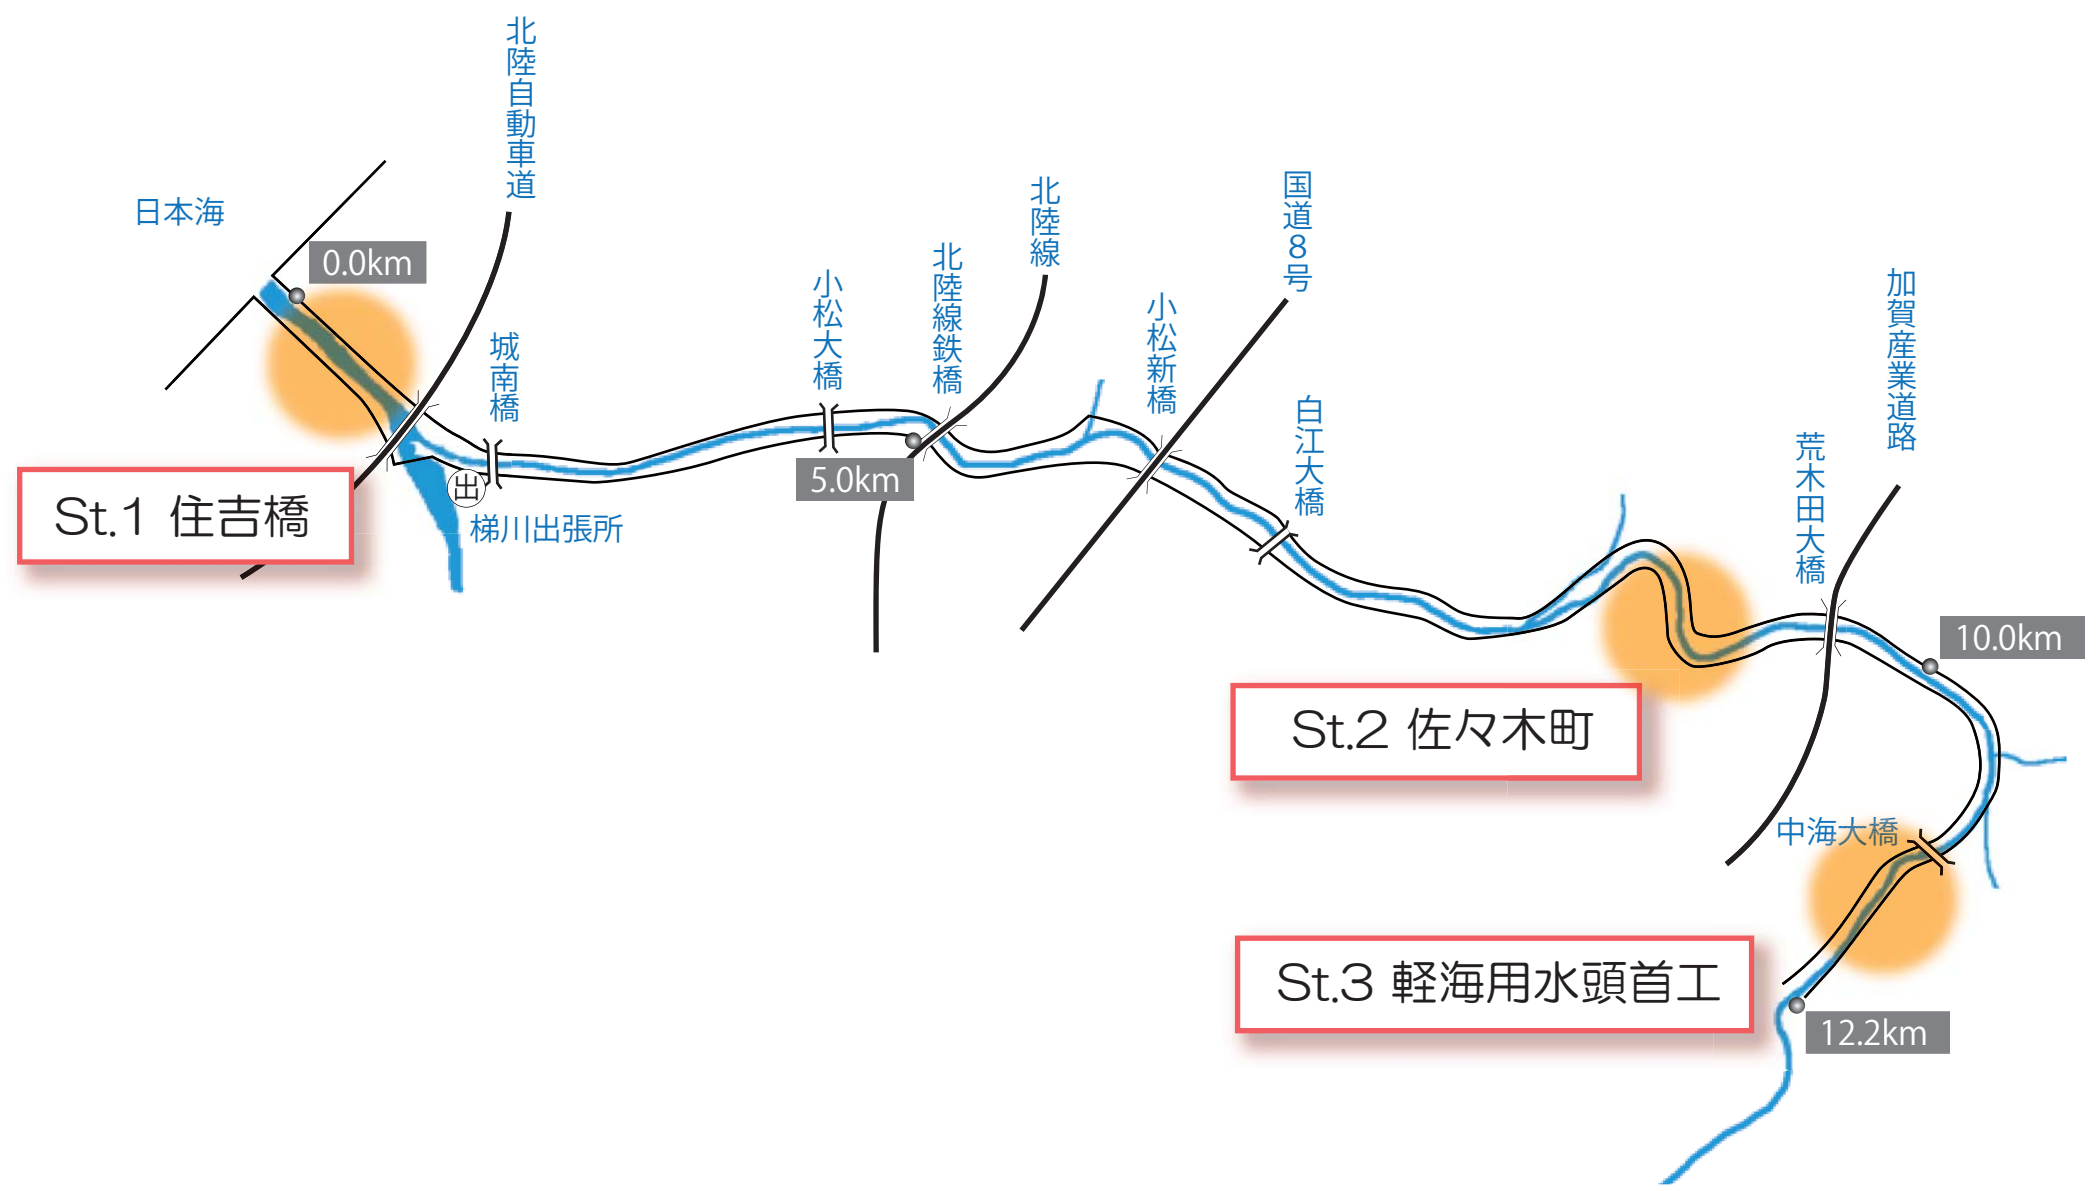 北陸自動車道
日本海
0.0km
城南橋
小松大橋
北陸線鉄橋
北陸線
小松新橋
国道8号
白江大橋
荒木田大橋
加賀産業道路
5.0km
出
梯川出張所
St.1 住吉橋
10.0km
St.2 佐々木町
中海大橋
St.3 軽海用水頭首工
12.2km